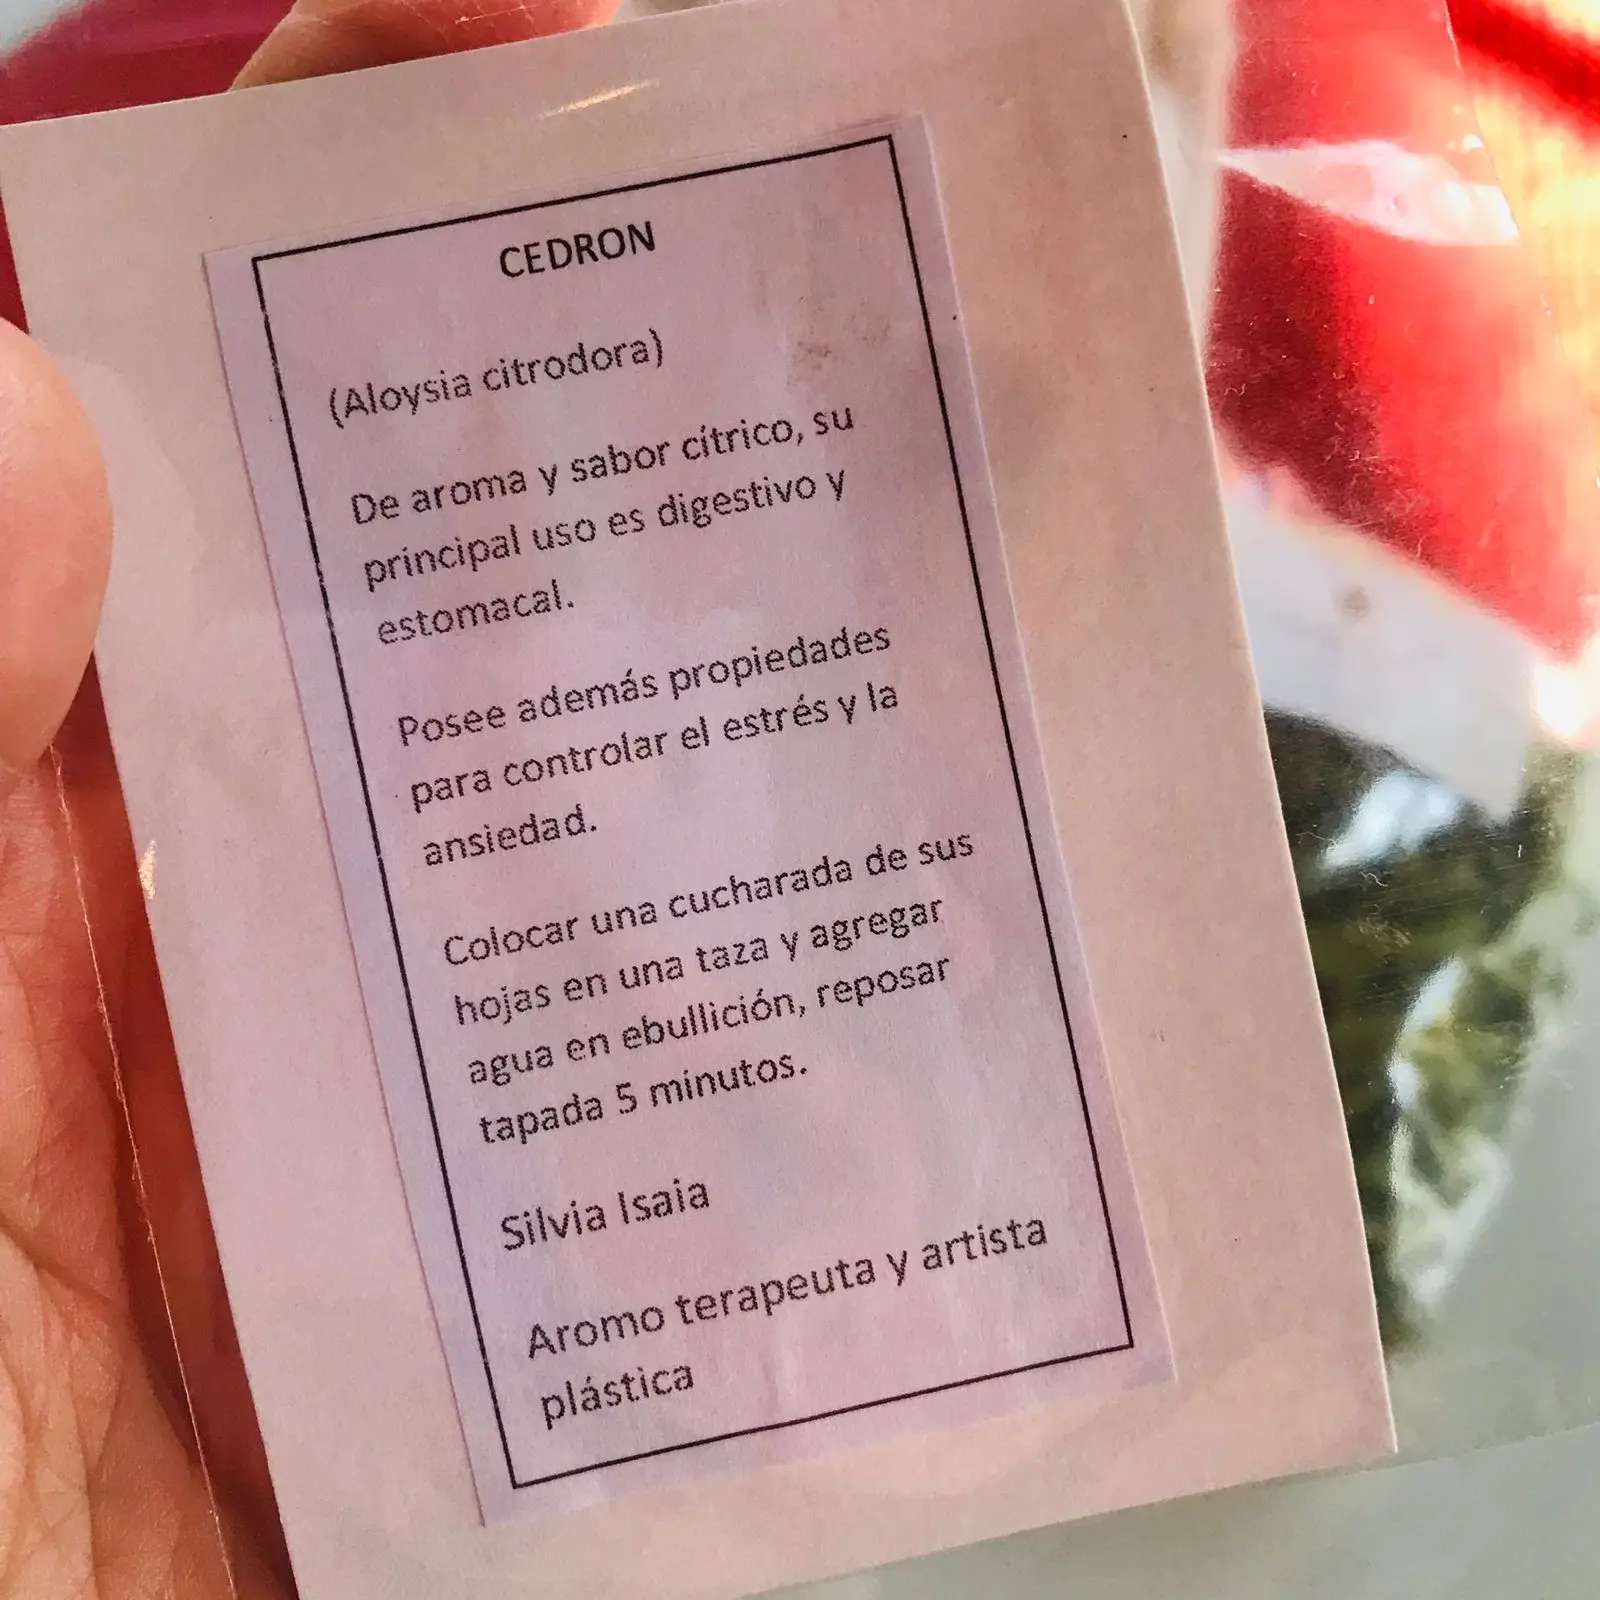 CEDRON
(Aloysia citrodora)
De aroma y sabor cítrico, su
principal uso es digestivo y
estomacal.
Posee además propiedades
para controlar el estrés y la
ansiedad.
Colocar una cucharada de sus
hojas en una taza y agregar
agua en ebullición, reposar
tapada 5 minutos.
Silvia Isaia
Aromo terapeuta y artista
plástica